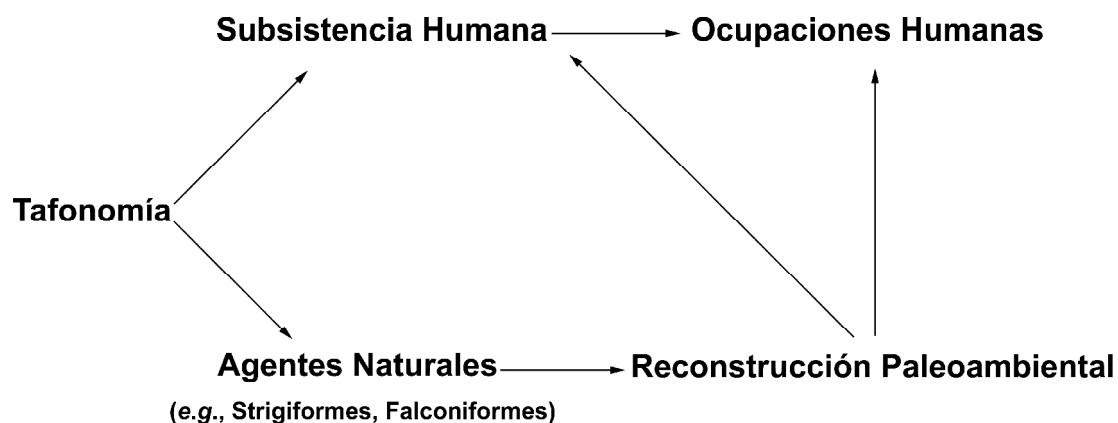 Subsistencia Humana
Ocupaciones Humanas
Tafonomía
Agentes Naturales
Reconstrucción Paleoambiental
(e.g., Strigiformes, Falconiformes)